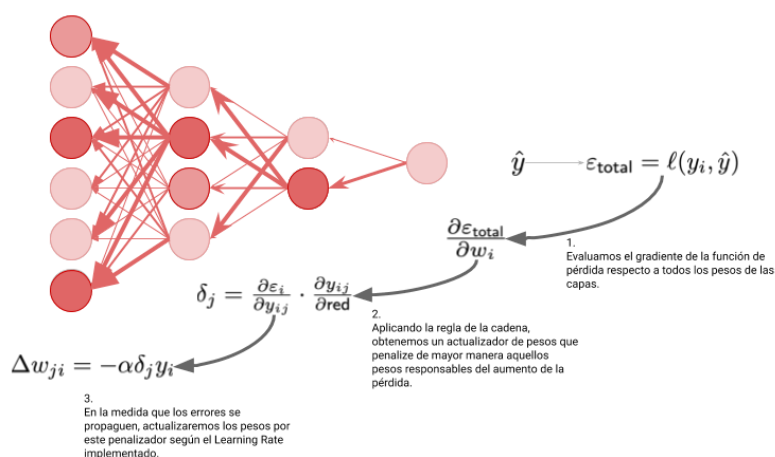 ŷ → ε_total = ℓ(y_i, ŷ)
∂ε_total / ∂w_i
1.
Evaluamos el gradiente de la función de
pérdida respecto a todos los pesos de las
capas.
δ_j = ∂ε_i / ∂y_ij · ∂y_ij / ∂red
2.
Aplicando la regla de la cadena,
obtenemos un actualizador de pesos que
penalize de mayor manera aquellos
pesos responsables del aumento de la
pérdida.
Δw_ji = −αδ_j y_i
3.
En la medida que los errores se
propaguen, actualizaremos los pesos por
este penalizador según el Learning Rate
implementado.